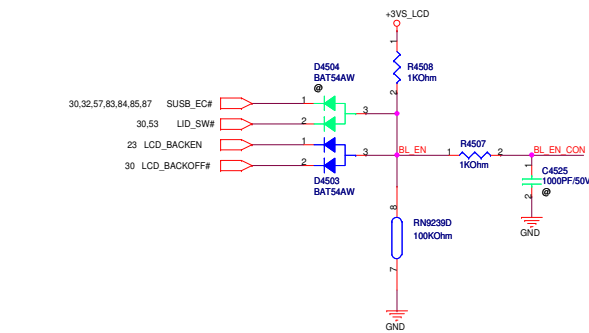 +3VS_LCD
1
R4508
1KOhm
2
D4504
BAT54AW
@
30,32,57,83,84,85,87 SUSB_EC# 1
3
30,53 LID_SW# 2
23 LCD_BACKEN 1
3 BL_EN
30 LCD_BACKOFF# 2
D4503
BAT54AW
R4507
1 2
1KOhm
BL_EN_CON
1
C4525
1000PF/50V
@
2
GND
8
RN9239D
100KOhm
7
GND